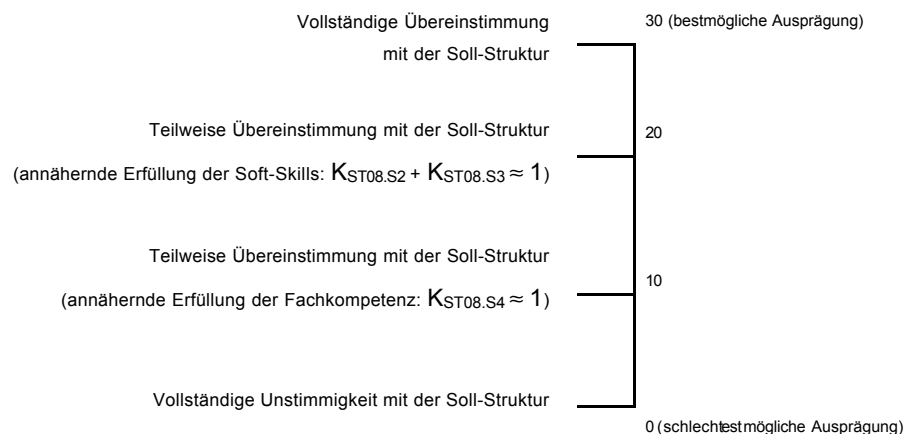 Vollständige Übereinstimmung
mit der Soll-Struktur
30 (bestmögliche Ausprägung)
Teilweise Übereinstimmung mit der Soll-Struktur
(annähernde Erfüllung der Soft-Skills: KST08.S2 + KST08.S3 ≈ 1)
20
Teilweise Übereinstimmung mit der Soll-Struktur
(annähernde Erfüllung der Fachkompetenz: KST08.S4 ≈ 1)
10
Vollständige Unstimmigkeit mit der Soll-Struktur
0 (schlechtestmögliche Ausprägung)